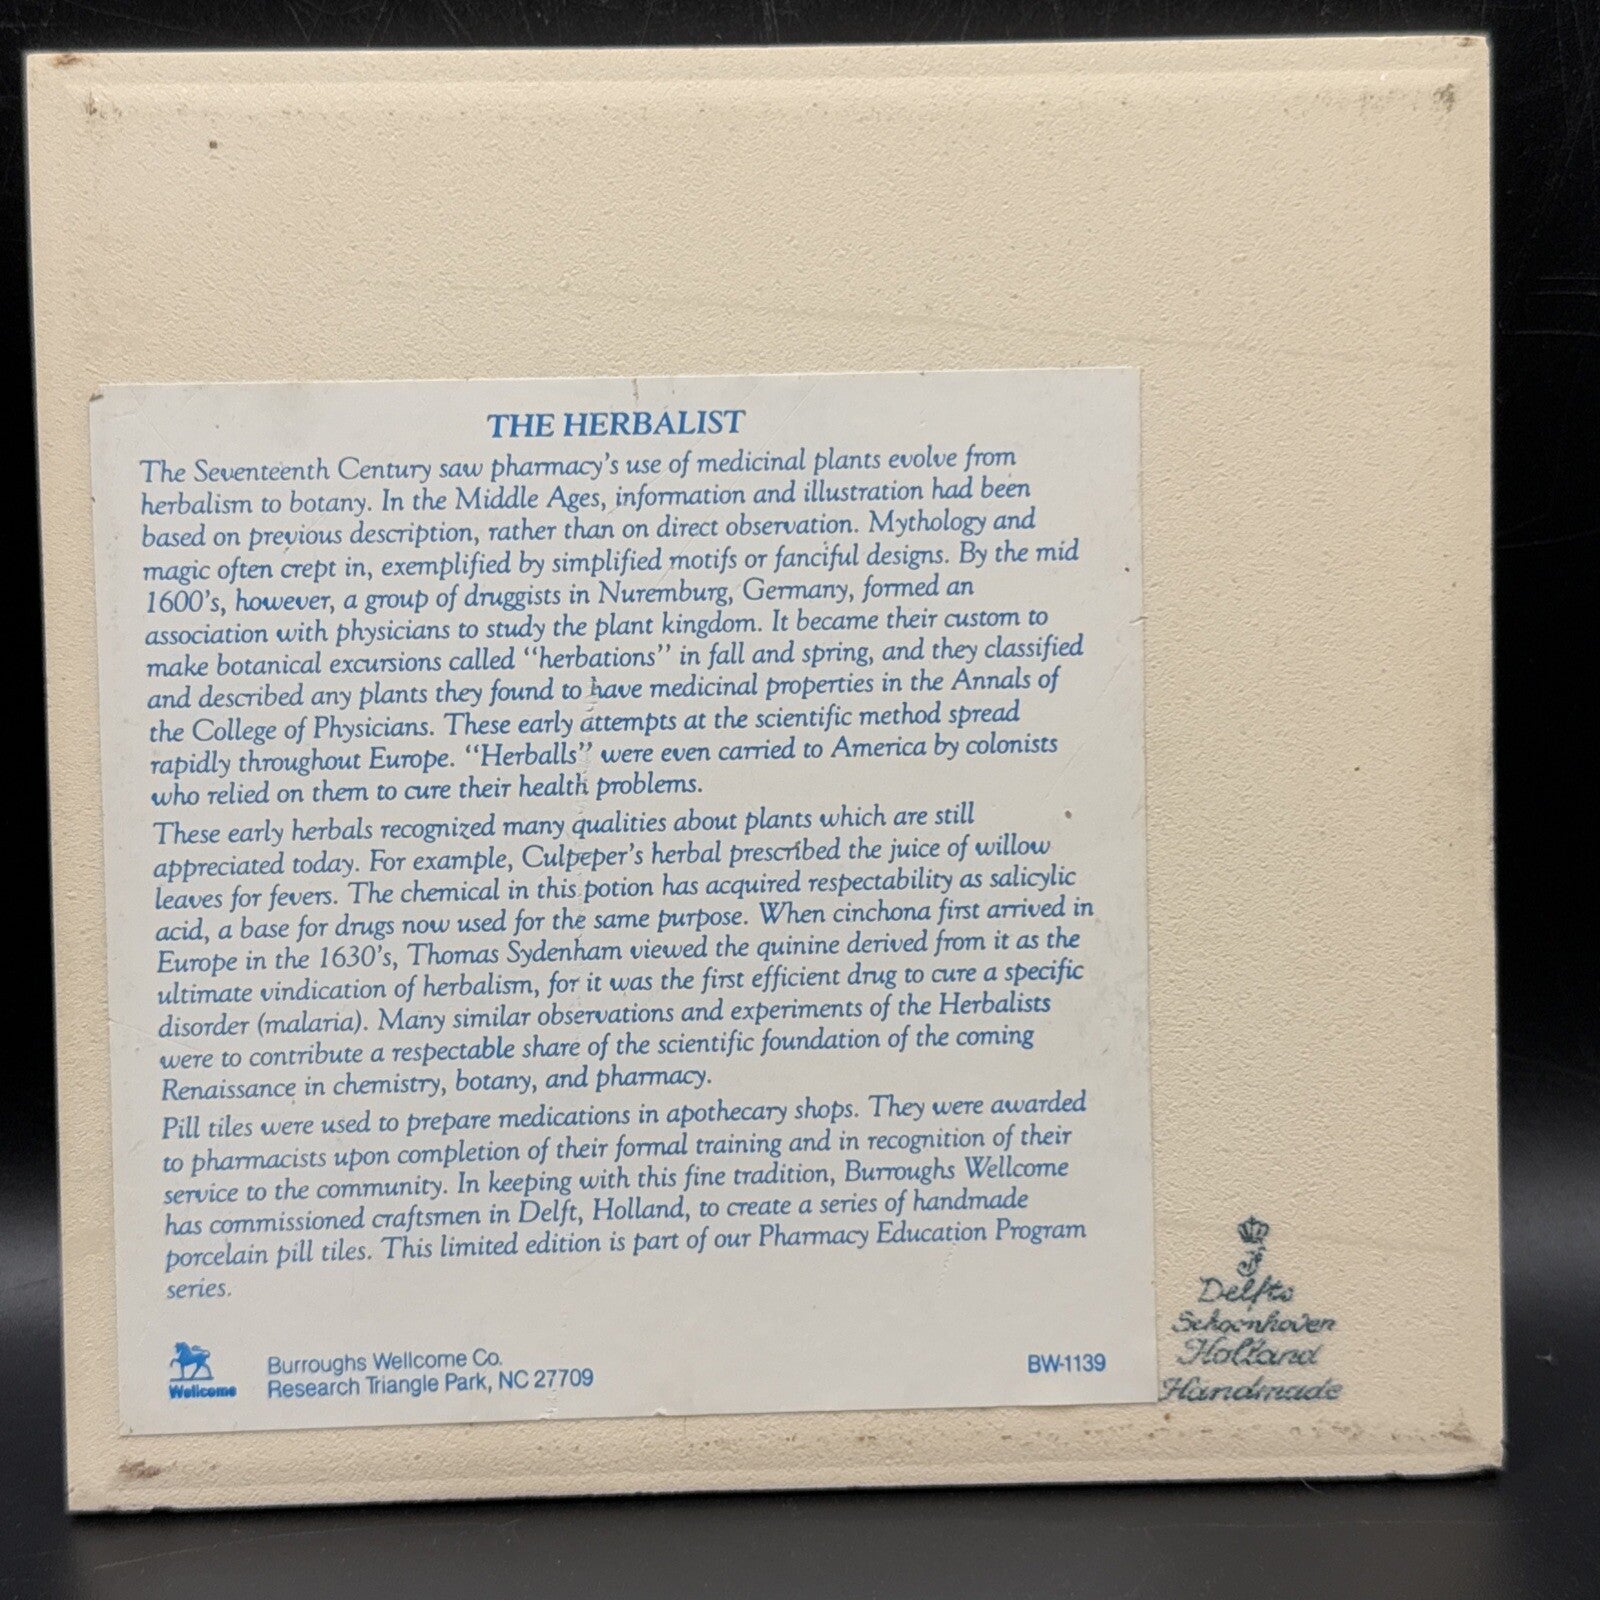 THE HERBALIST
The Seventeenth Century saw pharmacy's use of medicinal plants evolve from
herbalism to botany. In the Middle Ages, information and illustration had been
based on previous description, rather than on direct observation. Mythology and
magic often crept in, exemplified by simplified motifs or fanciful designs. By the mid
1600's, however, a group of druggists in Nuremburg, Germany, formed an
association with physicians to study the plant kingdom. It became their custom to
make botanical excursions called "herbations" in fall and spring, and they classified
and described any plants they found to have medicinal properties in the Annals of
the College of Physicians. These early attempts at the scientific method spread
rapidly throughout Europe. "Herballs" were even carried to America by colonists
who relied on them to cure their health problems.
These early herbals recognized many qualities about plants which are still
appreciated today. For example, Culpeper's herbal prescribed the juice of willow
leaves for fevers. The chemical in this potion has acquired respectability as salicylic
acid, a base for drugs now used for the same purpose. When cinchona first arrived in
Europe in the 1630's, Thomas Sydenham viewed the quinine derived from it as the
ultimate vindication of herbalism, for it was the first efficient drug to cure a specific
disorder (malaria). Many similar observations and experiments of the Herbalists
were to contribute a respectable share of the scientific foundation of the coming
Renaissance in chemistry, botany, and pharmacy.
Pill tiles were used to prepare medications in apothecary shops. They were awarded
to pharmacists upon completion of their formal training and in recognition of their
service to the community. In keeping with this fine tradition, Burroughs Wellcome
has commissioned craftsmen in Delft, Holland, to create a series of handmade
porcelain pill tiles. This limited edition is part of our Pharmacy Education Program
series.
Wellcome
Burroughs Wellcome Co.
Research Triangle Park, NC 27709
BW-1139
Delfts
Schoonhoven
Holland
Handmade